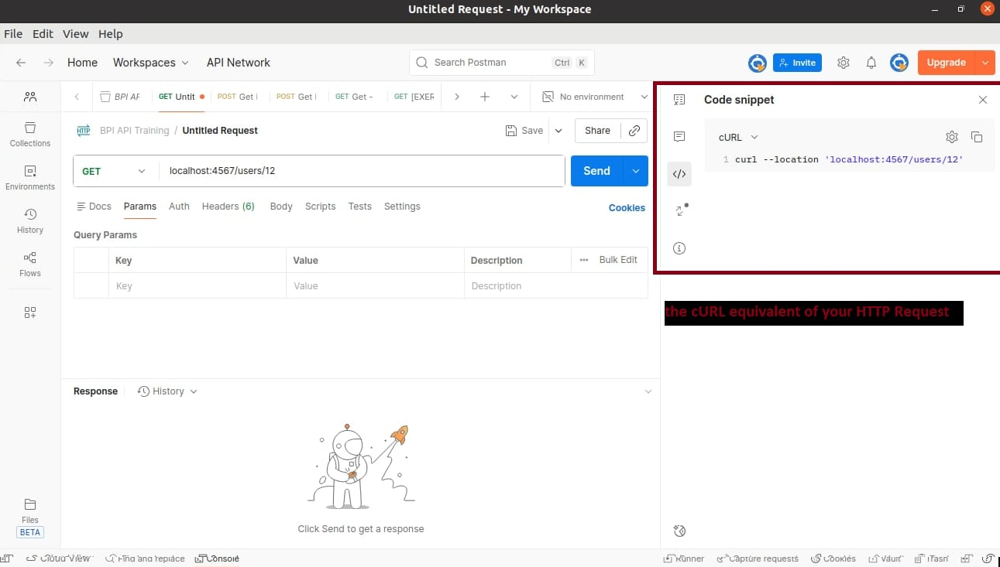 Untitled Request - My Workspace
File Edit View Help
Home Workspaces API Network Search Postman Ctrl K Invite Upgrade
BPI AF GET Untit POST Get POST Get GET Get - GET [EXER No environment
Code snippet
Collections
BPI API Training / Untitled Request Save Share
cURL
GET localhost:4567/users/12 Send
1 curl --location 'localhost:4567/users/12'
Environments
Docs Params Auth Headers (6) Body Scripts Tests Settings Cookies
History
Query Params
Key Value Description ••• Bulk Edit
Flows
Key Value Description
the cURL equivalent of your HTTP Request
Response History
Click Send to get a response
Files
BETA
Cloud View Find and replace Console Runner Capture requests Cookies Vault Trash